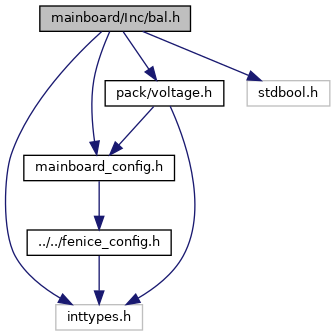 mainboard/Inc/bal.h
pack/voltage.h
stdbool.h
mainboard_config.h
../../fenice_config.h
inttypes.h